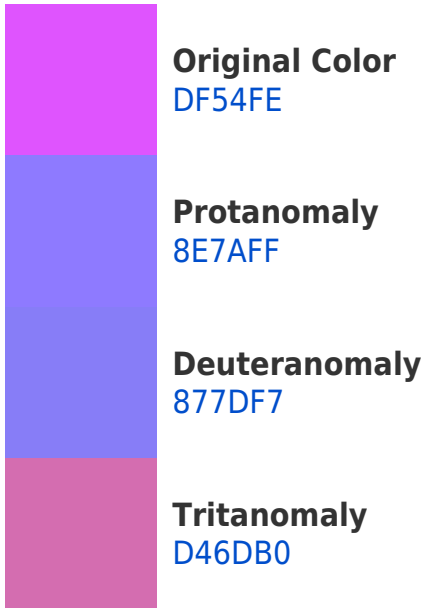 Original Color
DF54FE
Protanomaly
8E7AFF
Deuteranomaly
877DF7
Tritanomaly
D46DB0